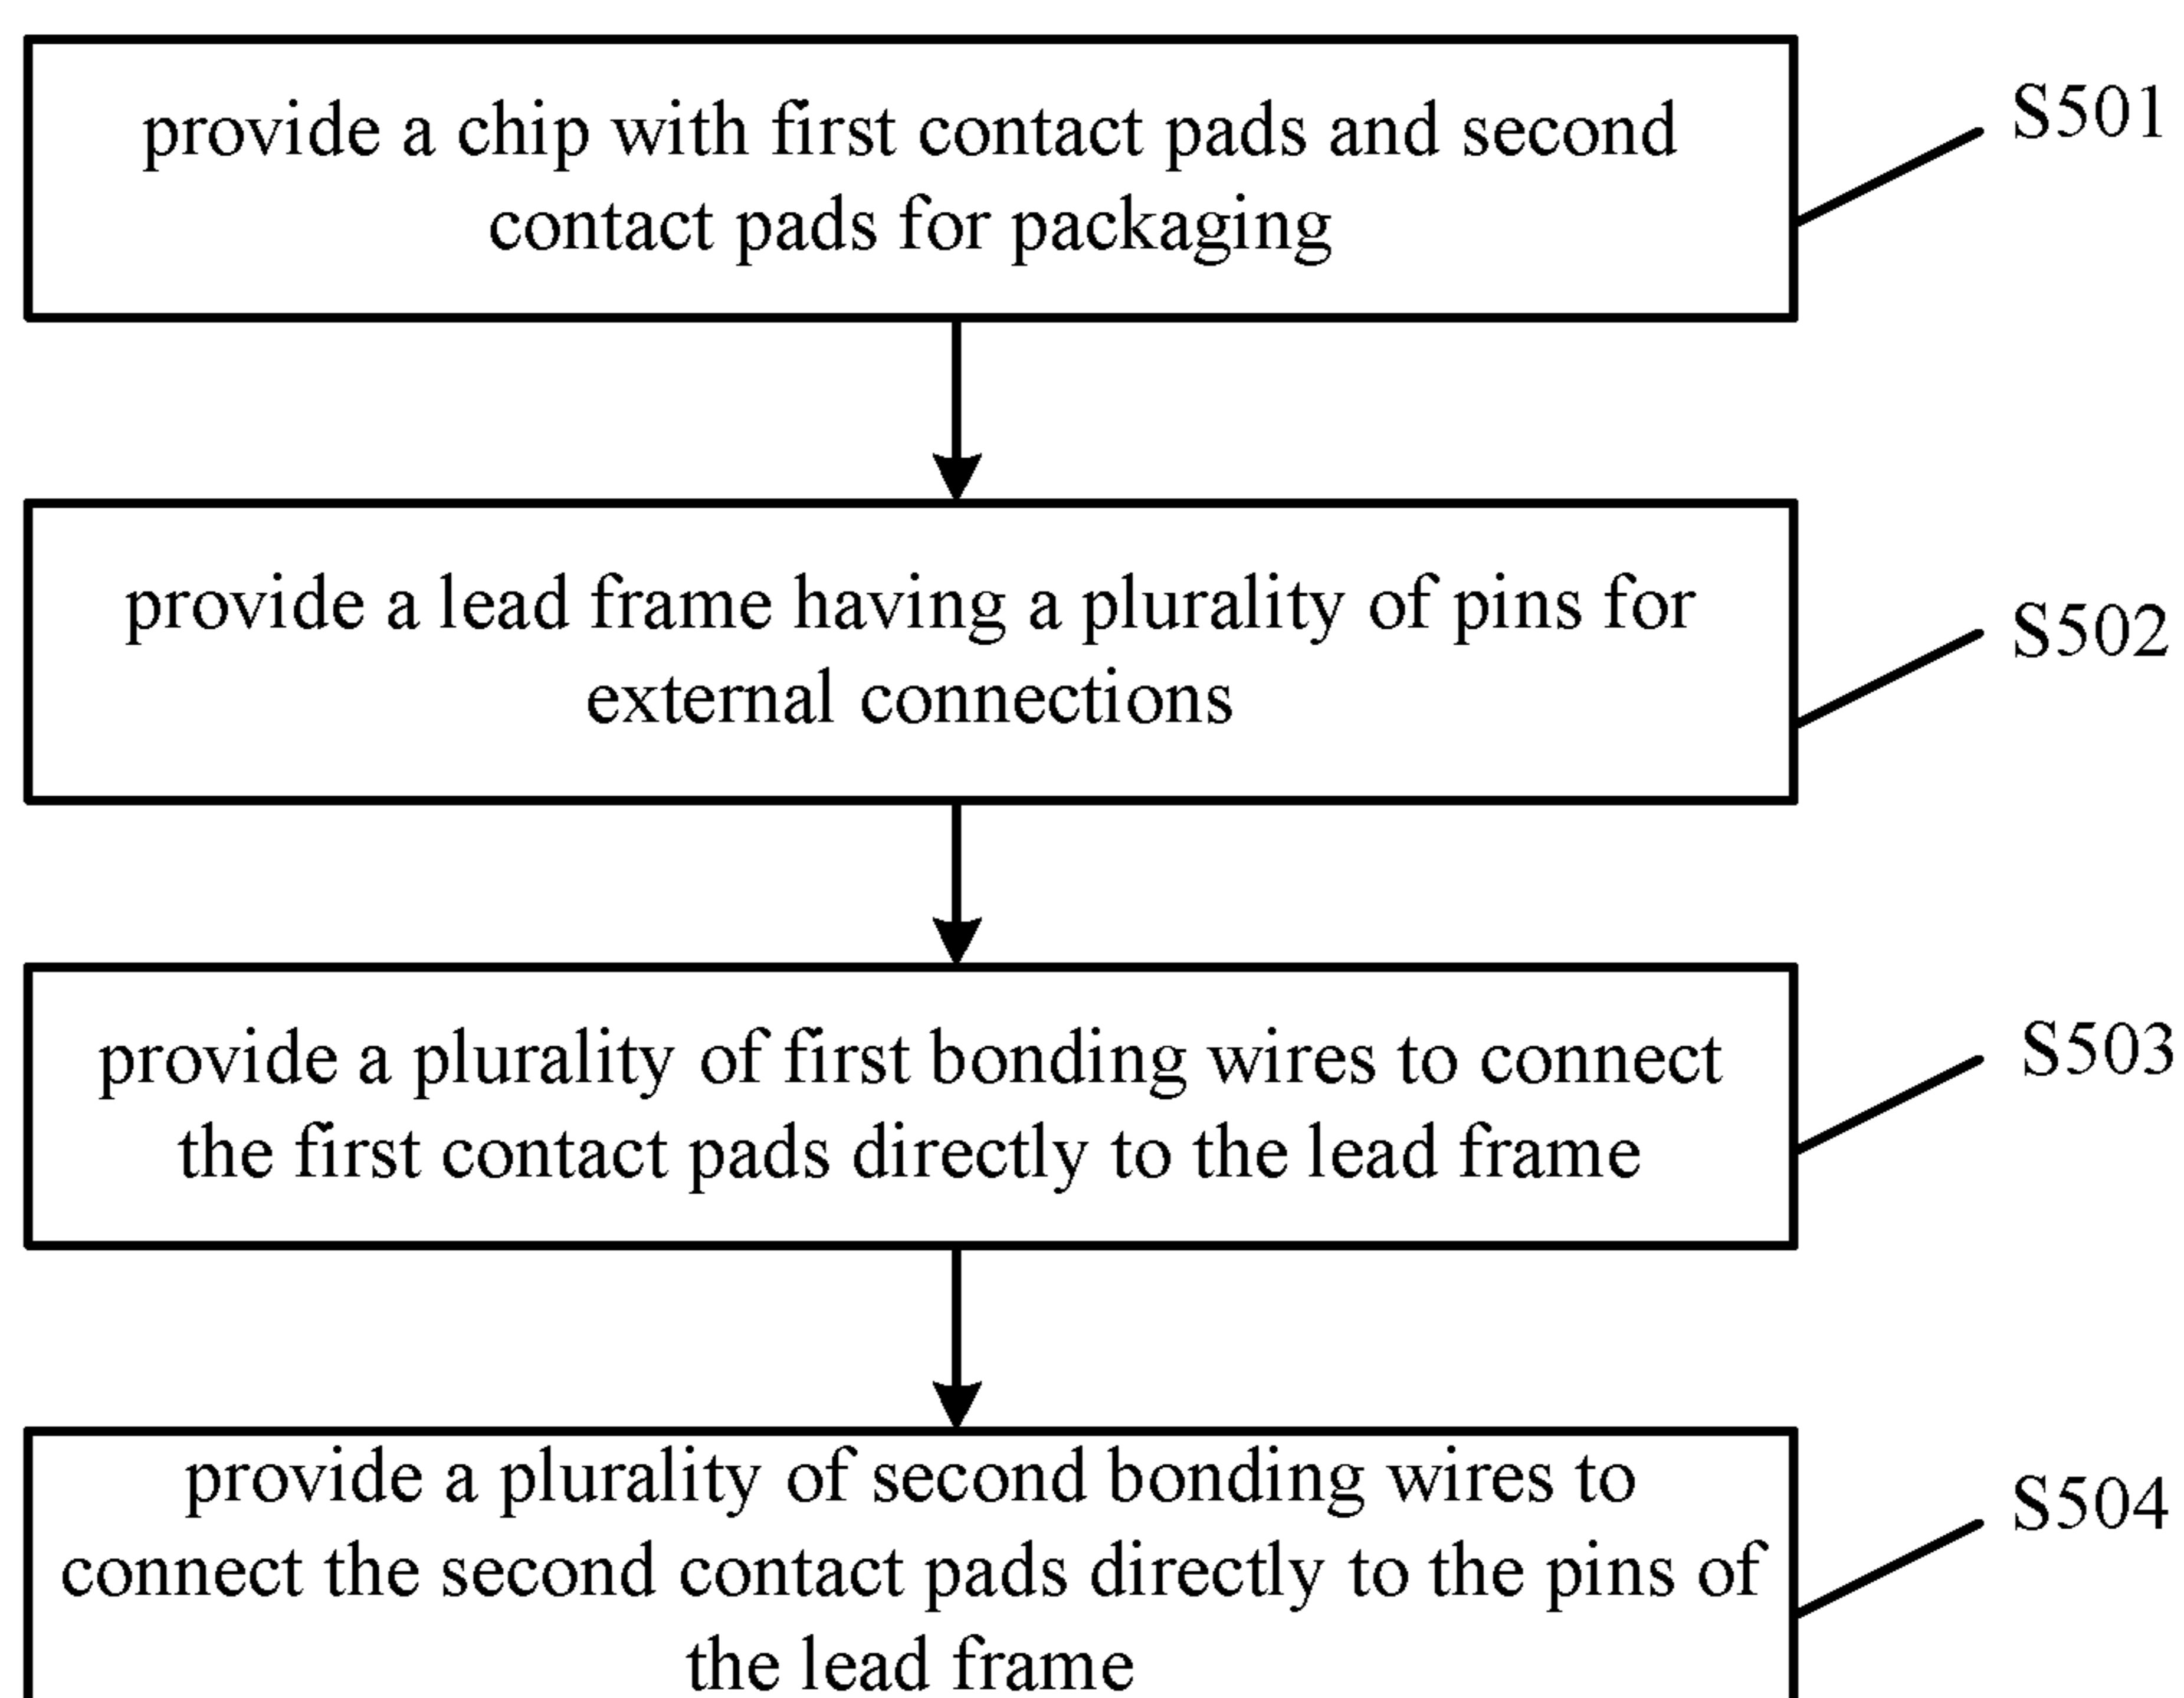 provide a chip with first contact pads and second
contact pads for packaging
S501
provide a lead frame having a plurality of pins for
external connections
S502
provide a plurality of first bonding wires to connect
the first contact pads directly to the lead frame
S503
provide a plurality of second bonding wires to
connect the second contact pads directly to the pins of
the lead frame
S504